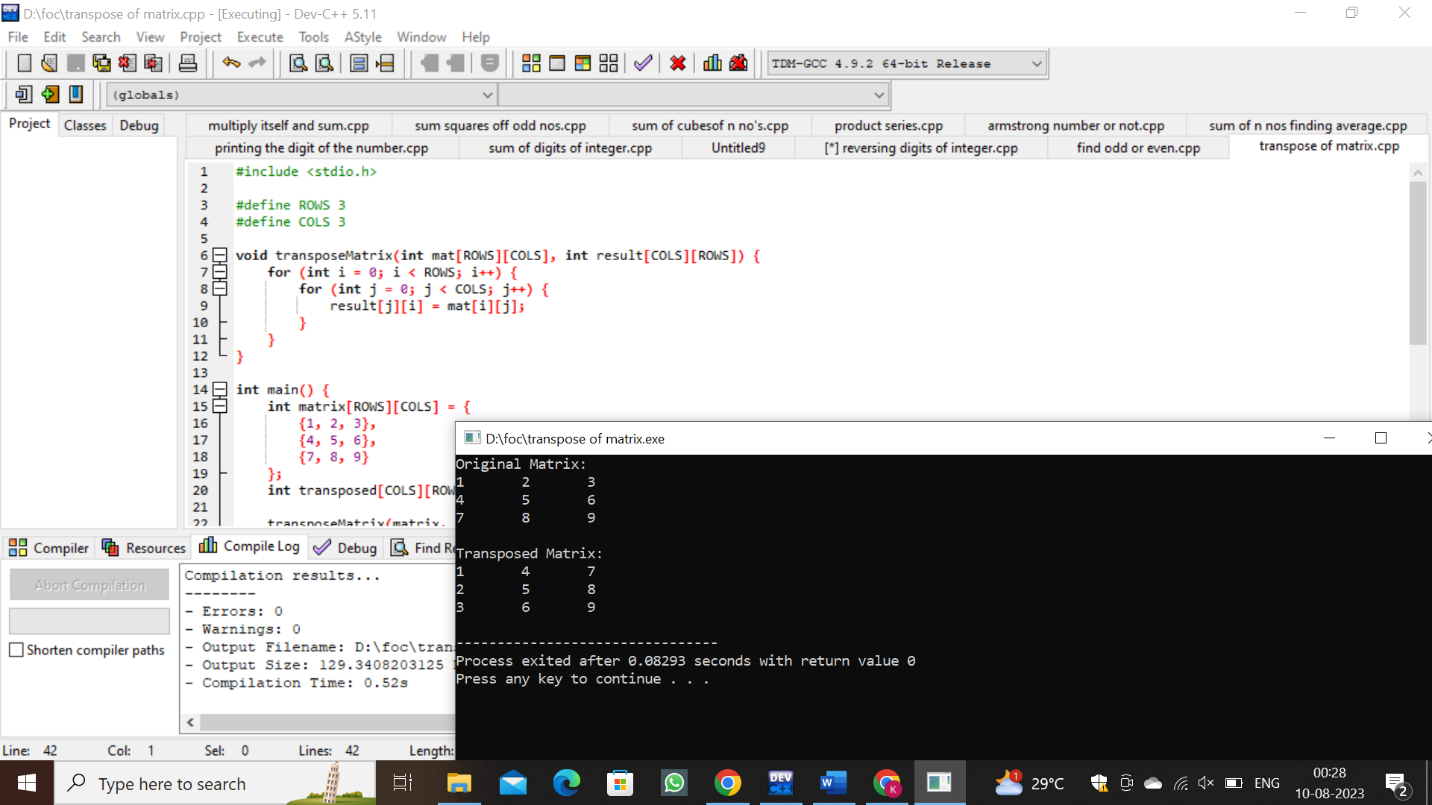 D:\foc\transpose of matrix.cpp - [Executing] - Dev-C++ 5.11
File Edit Search View Project Execute Tools AStyle Window Help
TDM-GCC 4.9.2 64-bit Release
(globals)
Project Classes Debug
multiply itself and sum.cpp sum squares off odd nos.cpp sum of cubesof n no's.cpp product series.cpp armstrong number or not.cpp sum of n nos finding average.cpp
printing the digit of the number.cpp sum of digits of integer.cpp Untitled9 [*] reversing digits of integer.cpp find odd or even.cpp transpose of matrix.cpp
1 #include <stdio.h>
2
3 #define ROWS 3
4 #define COLS 3
5
6 void transposeMatrix(int mat[ROWS][COLS], int result[COLS][ROWS]) {
7 for (int i = 0; i < ROWS; i++) {
8 for (int j = 0; j < COLS; j++) {
9 result[j][i] = mat[i][j];
10 }
11 }
12 }
13
14 int main() {
15 int matrix[ROWS][COLS] = {
16 {1, 2, 3},
17 {4, 5, 6},
18 {7, 8, 9}
19 };
20 int transposed[COLS][ROW
21
22 transposeMatrix(matrix,
D:\foc\transpose of matrix.exe
Original Matrix:
1 2 3
4 5 6
7 8 9
Transposed Matrix:
1 4 7
2 5 8
3 6 9
--------------------------------
Process exited after 0.08293 seconds with return value 0
Press any key to continue . . .
Compiler Resources Compile Log Debug Find Re
Abort Compilation
Shorten compiler paths
Compilation results...
--------
- Errors: 0
- Warnings: 0
- Output Filename: D:\foc\tran
- Output Size: 129.3408203125
- Compilation Time: 0.52s
Line: 42 Col: 1 Sel: 0 Lines: 42 Length:
Type here to search
DEV C++
W
K
1
29°C
ENG
00:28
10-08-2023
2